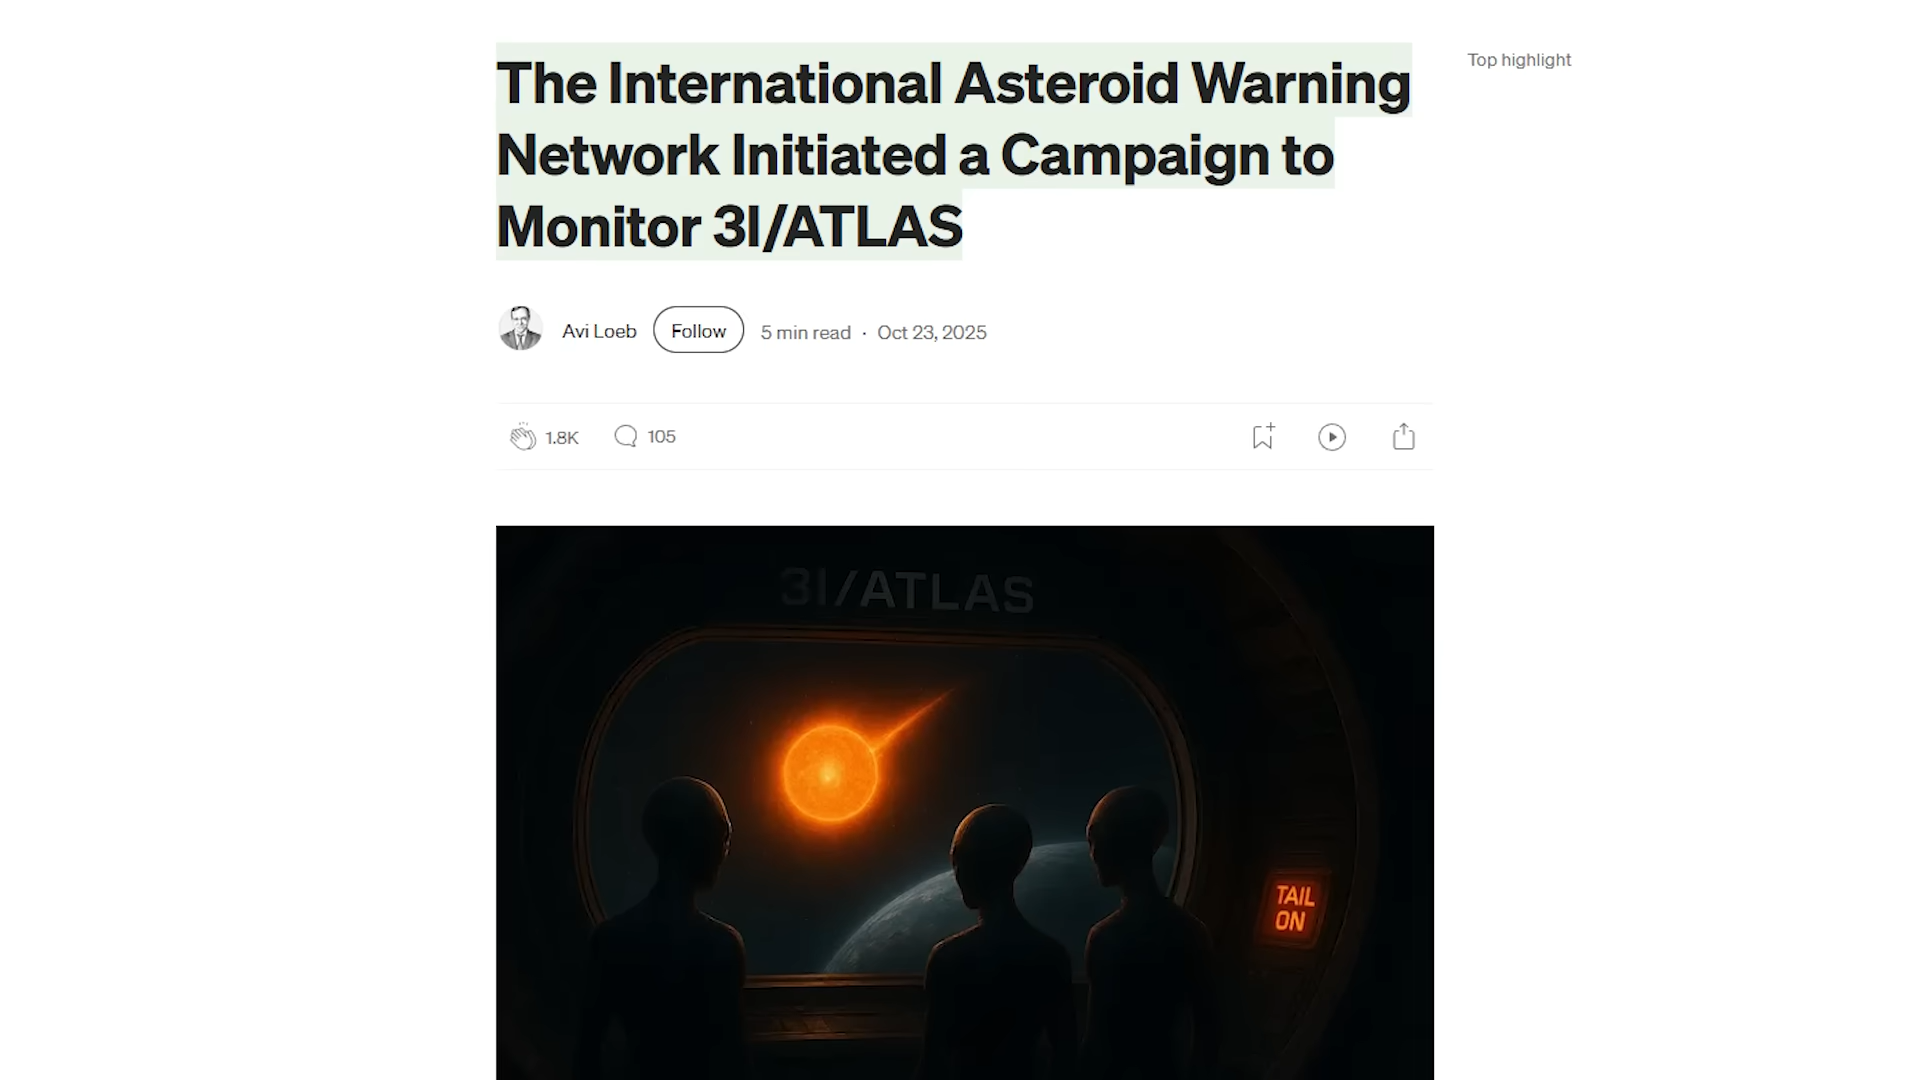 The International Asteroid Warning
Network Initiated a Campaign to
Monitor 3I/ATLAS
Top highlight
Avi Loeb
Follow
5 min read · Oct 23, 2025
1.8K
105
3I/ATLAS
TAIL
ON